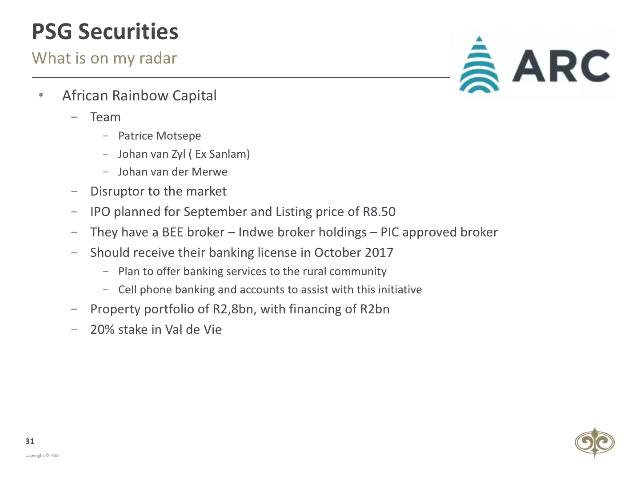 PSG Securities
What is on my radar
ARC
• African Rainbow Capital
– Team
– Patrice Motsepe
– Johan van Zyl ( Ex Sanlam)
– Johan van der Merwe
– Disruptor to the market
– IPO planned for September and Listing price of R8.50
– They have a BEE broker – Indwe broker holdings – PIC approved broker
– Should receive their banking license in October 2017
– Plan to offer banking services to the rural community
– Cell phone banking and accounts to assist with this initiative
– Property portfolio of R2,8bn, with financing of R2bn
– 20% stake in Val de Vie
31
Copyright © PSG